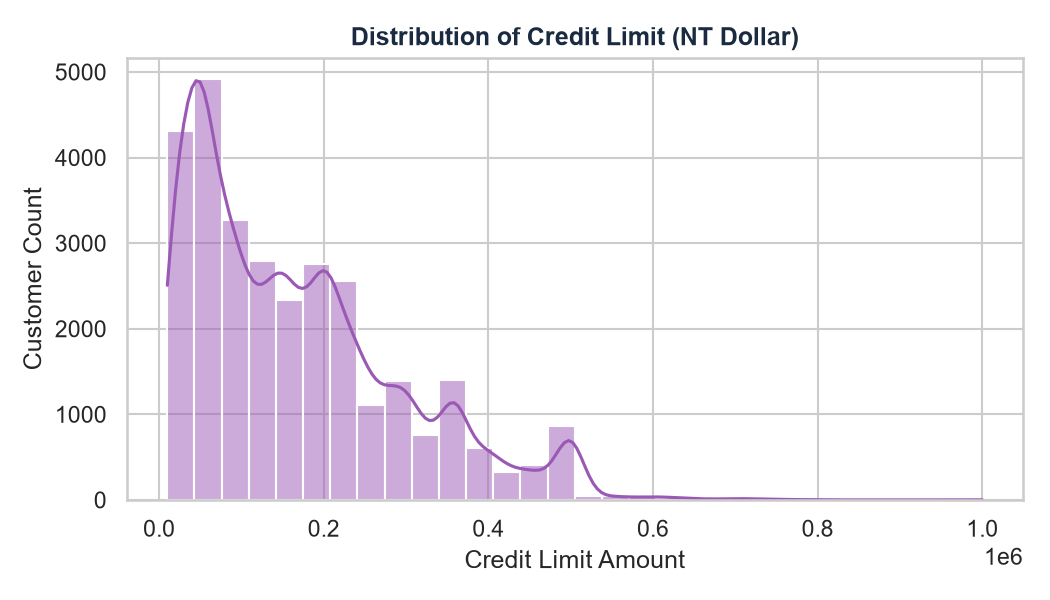 Distribution of Credit Limit (NT Dollar)
Customer Count
5000
4000
3000
2000
1000
0
0.0 0.2 0.4 0.6 0.8 1.0
1e6
Credit Limit Amount